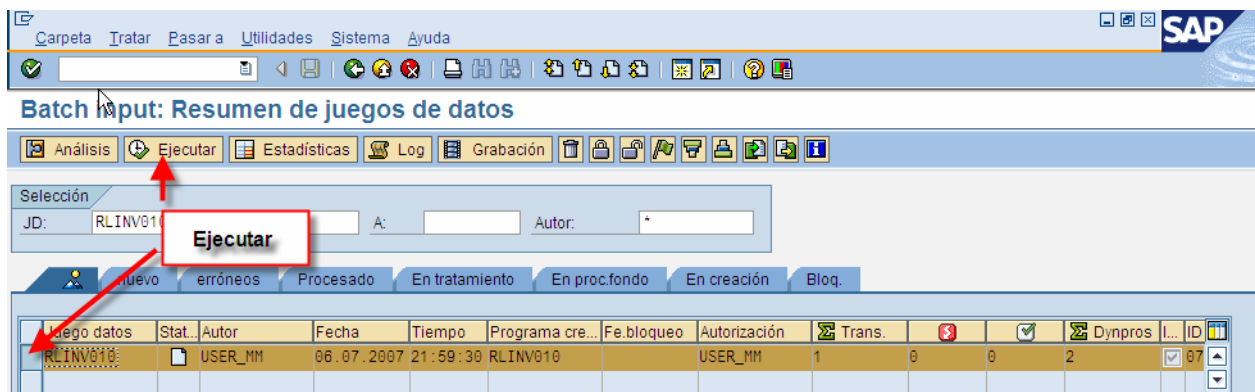 Carpeta Tratar Pasar a Utilidades Sistema Ayuda
SAP
Batch Input: Resumen de juegos de datos
Análisis Ejecutar Estadísticas Log Grabación
Selección
JD: RLINV010 A: Autor: *
Ejecutar
nuevo erróneos Procesado En tratamiento En proc.fondo En creación Bloq.
Juego datos Stat... Autor Fecha Tiempo Programa cre... Fe.bloqueo Autorización Trans. Dynpros I... ID
RLINV010 USER_MM 06.07.2007 21:59:30 RLINV010 USER_MM 1 0 0 2 07